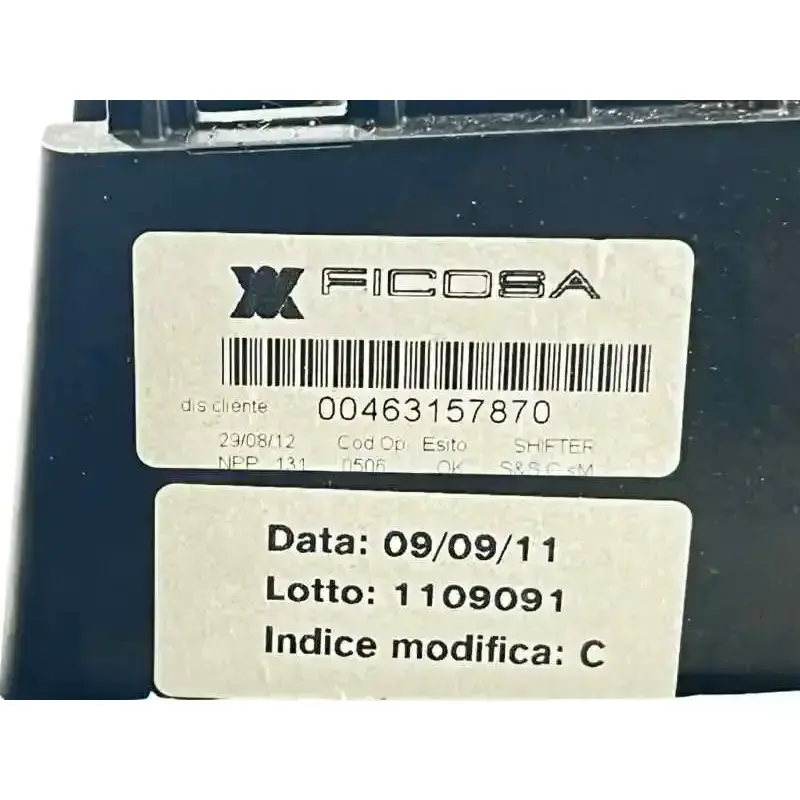 FICOSA
dis cliente 00463157870
29/08/12 Cod Op. Esito SHIFTER
NPP 131 0506 OK S&S
Data: 09/09/11
Lotto: 1109091
Indice modifica: C